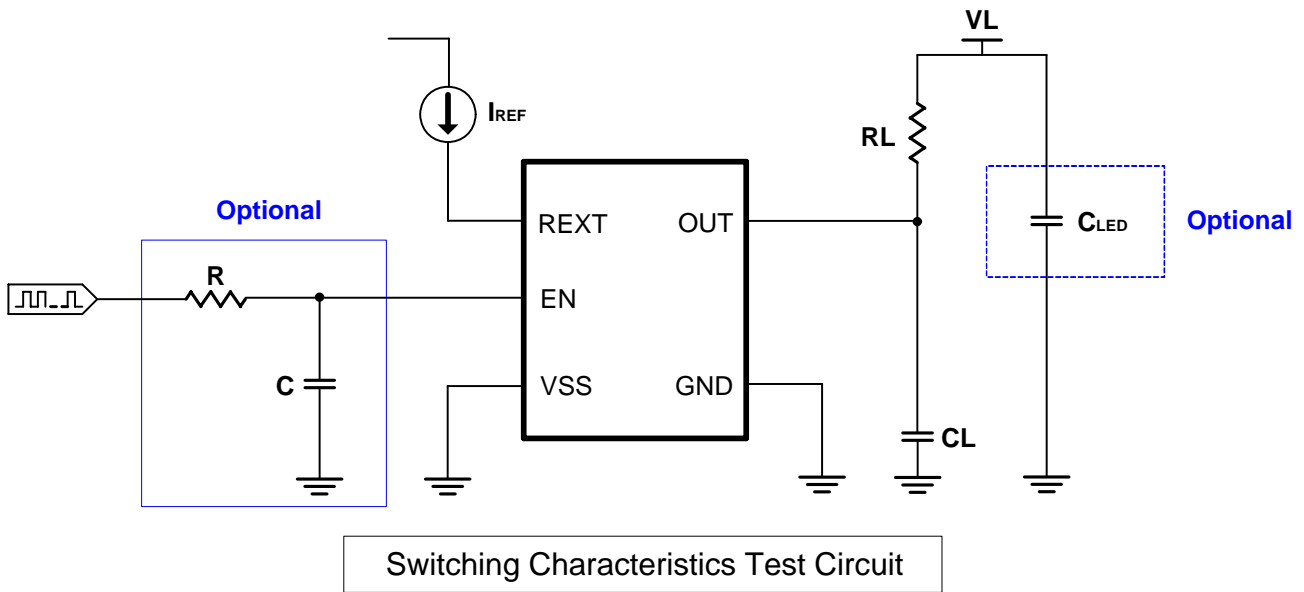 VL
IREF
RL
Optional
REXT
OUT
CLED
Optional
R
EN
C
VSS
GND
CL
Switching Characteristics Test Circuit